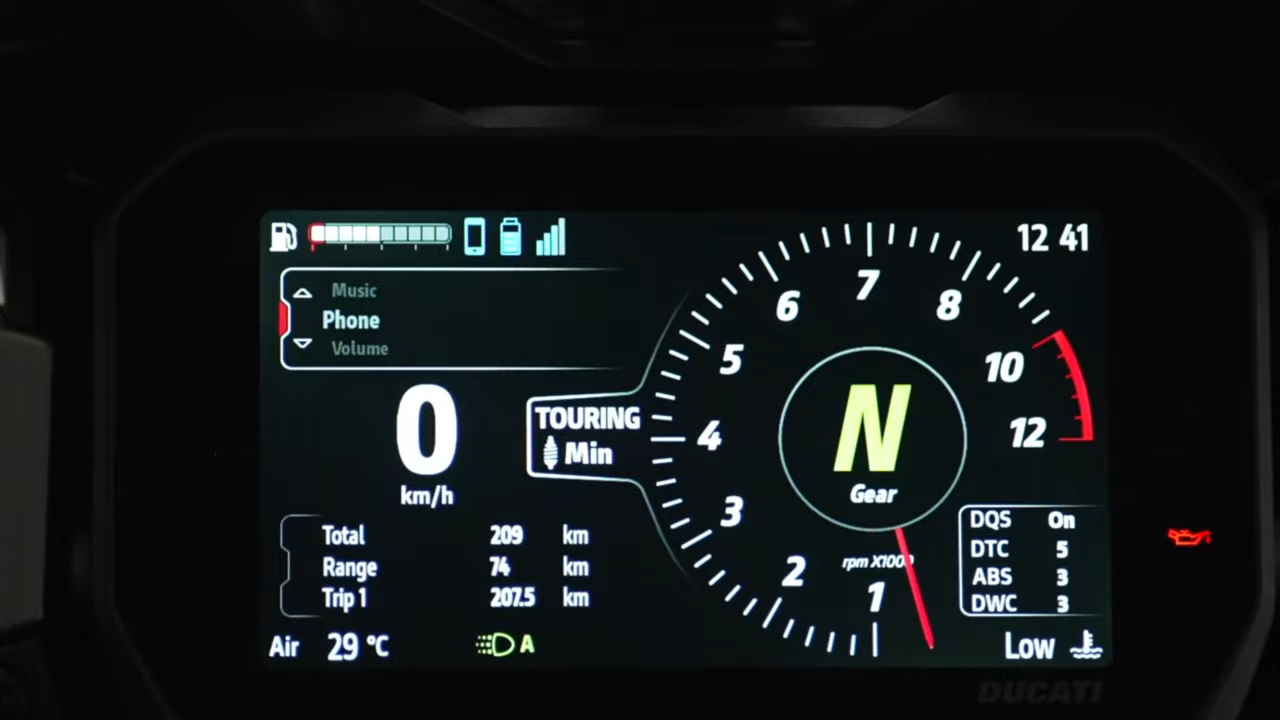 12 41
Music
Phone
Volume
0
km/h
TOURING
Min
Total 209 km
Range 74 km
Trip 1 207.5 km
Air 29 °C
A
1
2
3
4
5
6
7
8
10
12
rpm X1000
N
Gear
DQS On
DTC 5
ABS 3
DWC 3
Low
DUCATI